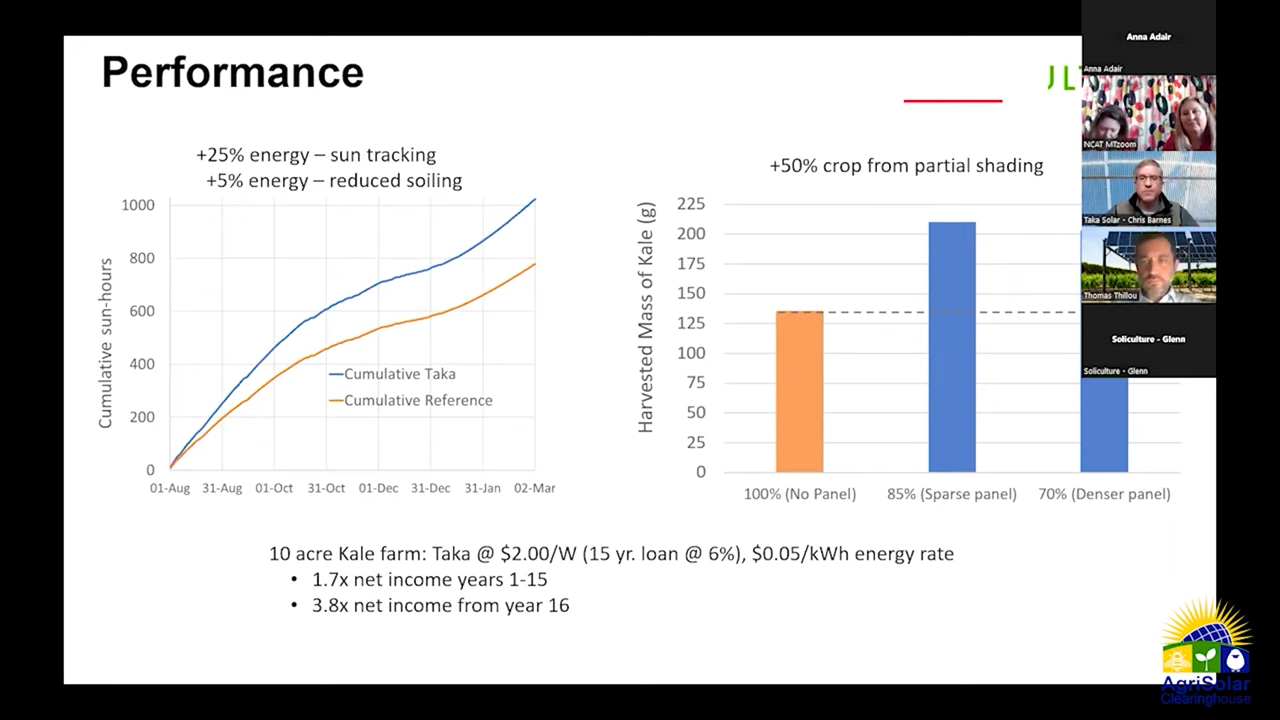 Performance
+25% energy – sun tracking
+5% energy – reduced soiling
Cumulative sun-hours
1000
800
600
400
200
0
Cumulative Taka
Cumulative Reference
01-Aug 31-Aug 01-Oct 31-Oct 01-Dec 31-Dec 31-Jan 02-Mar
+50% crop from partial shading
Harvested Mass of Kale (g)
225
200
175
150
125
100
75
50
25
0
100% (No Panel) 85% (Sparse panel) 70% (Denser panel)
10 acre Kale farm: Taka @ $2.00/W (15 yr. loan @ 6%), $0.05/kWh energy rate
• 1.7x net income years 1-15
• 3.8x net income from year 16
Anna Adair
Anna Adair
NCAT MTzoom
Taka Solar - Chris Barnes
Thomas Thillou
Soliculture - Glenn
Soliculture - Glenn
AgriSolar
Clearinghouse